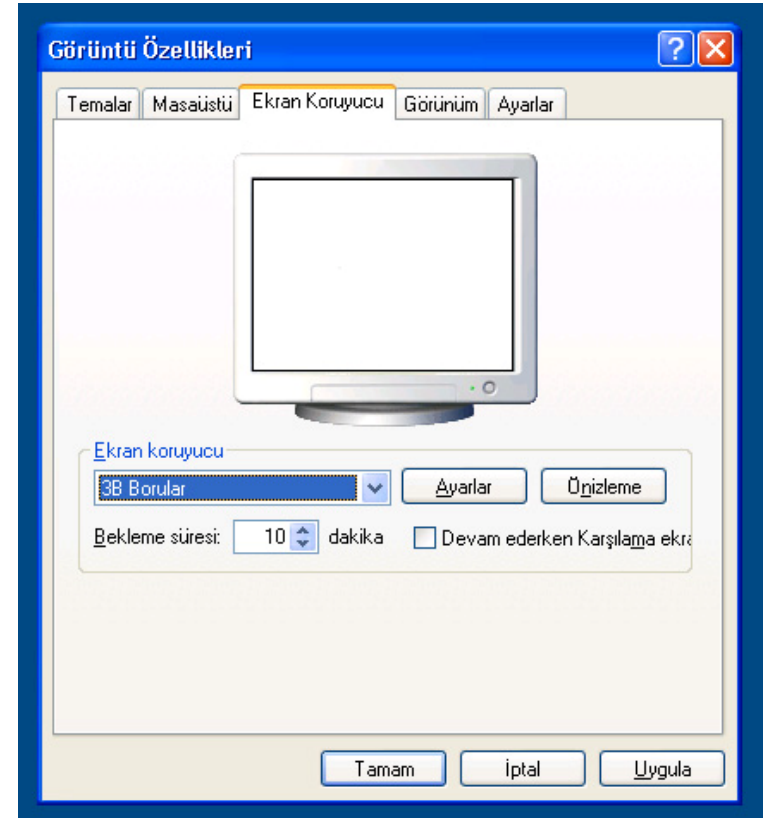 Görüntü Özellikleri
Temalar Masaüstü Ekran Koruyucu Görünüm Ayarlar
Ekran koruyucu
3B Borular Ayarlar Önizleme
Bekleme süresi: 10 dakika Devam ederken Karşılama
Tamam İptal Uygula